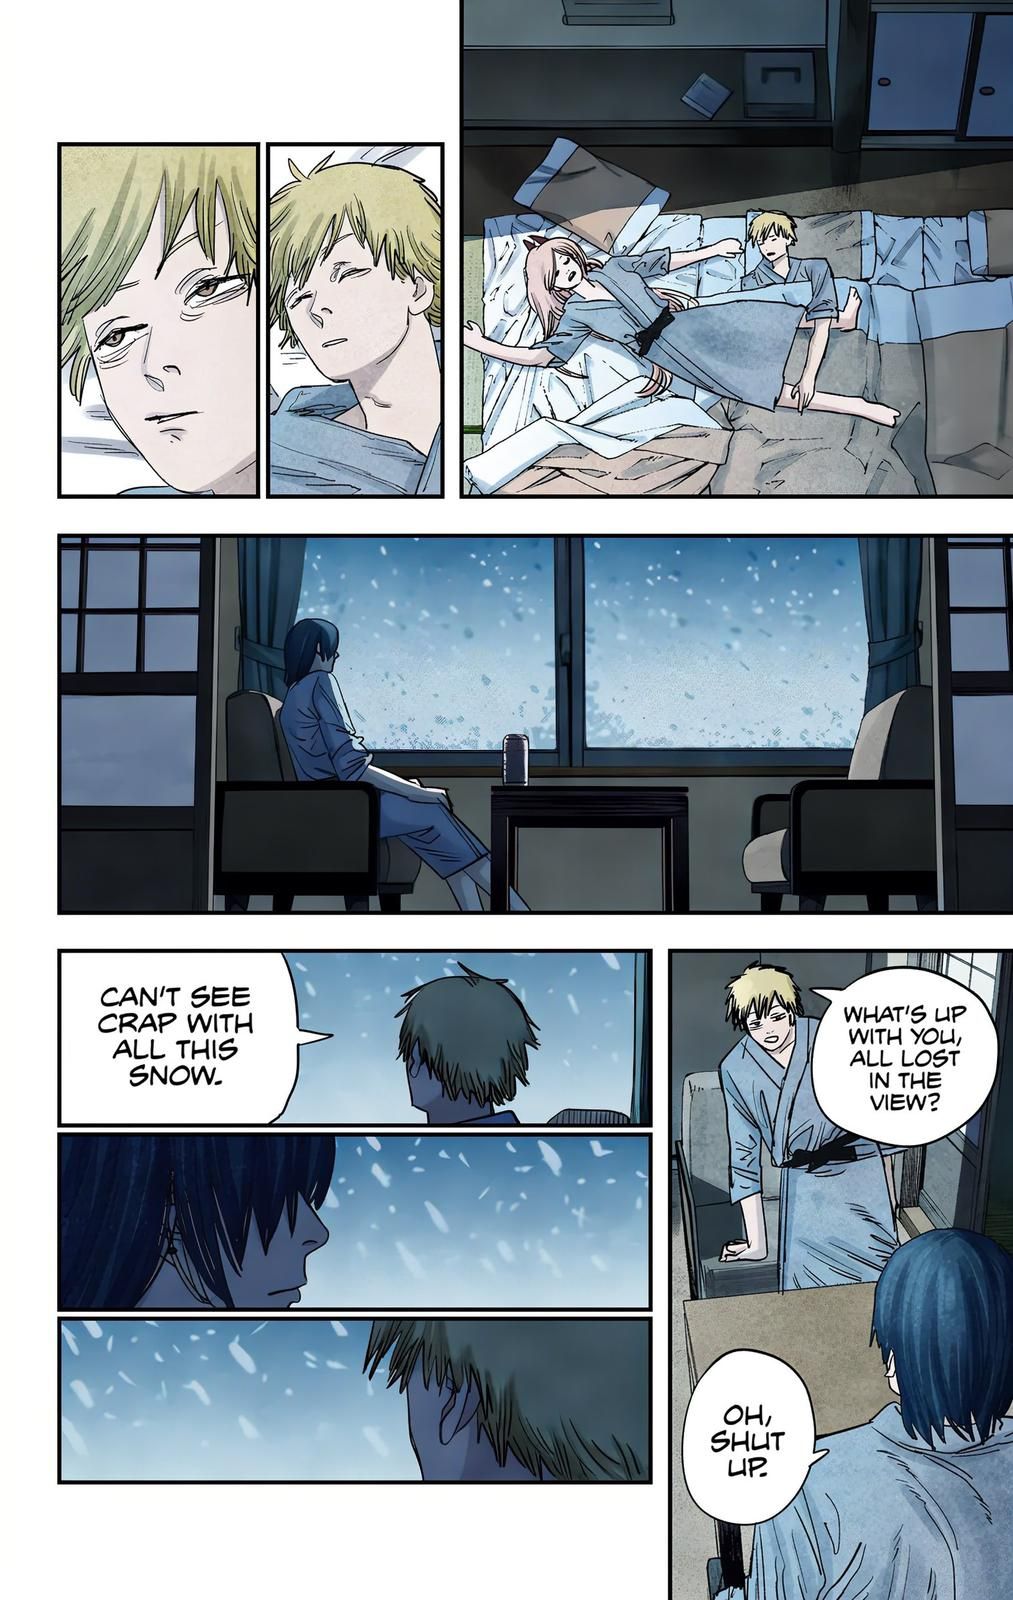 WHAT'S UP
WITH YOU,
ALL LOST
IN THE
VIEW?
OH,
SHUT
UP.
CAN'T SEE
CRAP WITH
ALL THIS
SNOW.